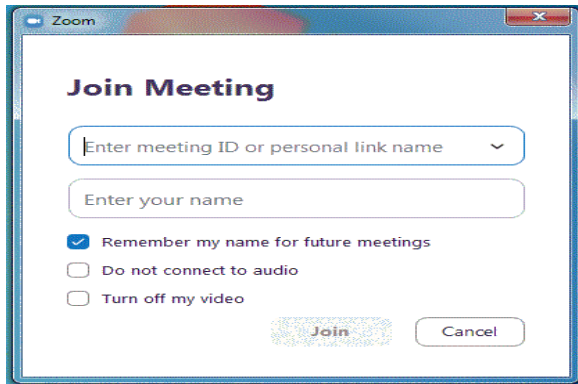 Zoom
Join Meeting
Enter meeting ID or personal link name
Enter your name
Remember my name for future meetings
Do not connect to audio
Turn off my video
Join Cancel